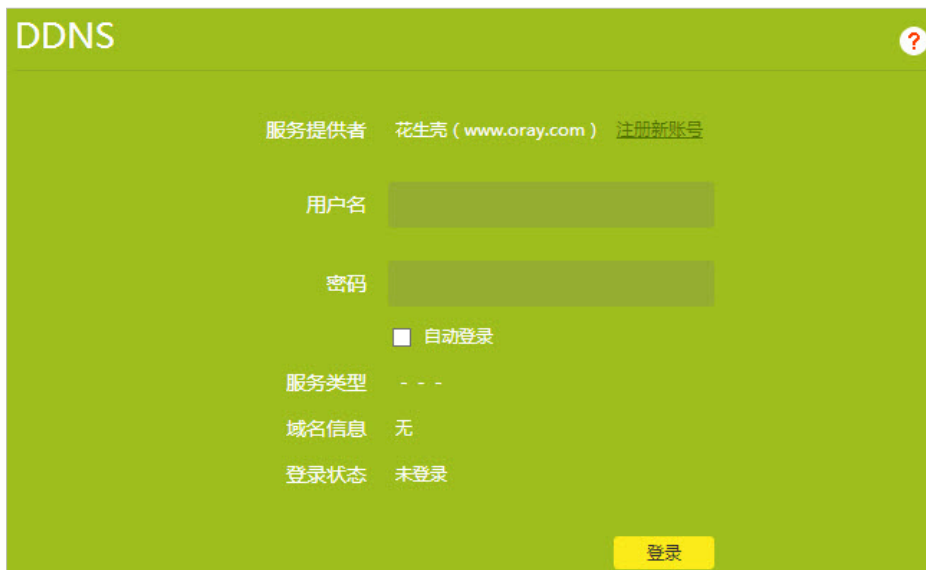 DDNS
?
服务提供者 花生壳（www.oray.com） 注册新账号
用户名
密码
自动登录
服务类型 - - -
域名信息 无
登录状态 未登录
登录